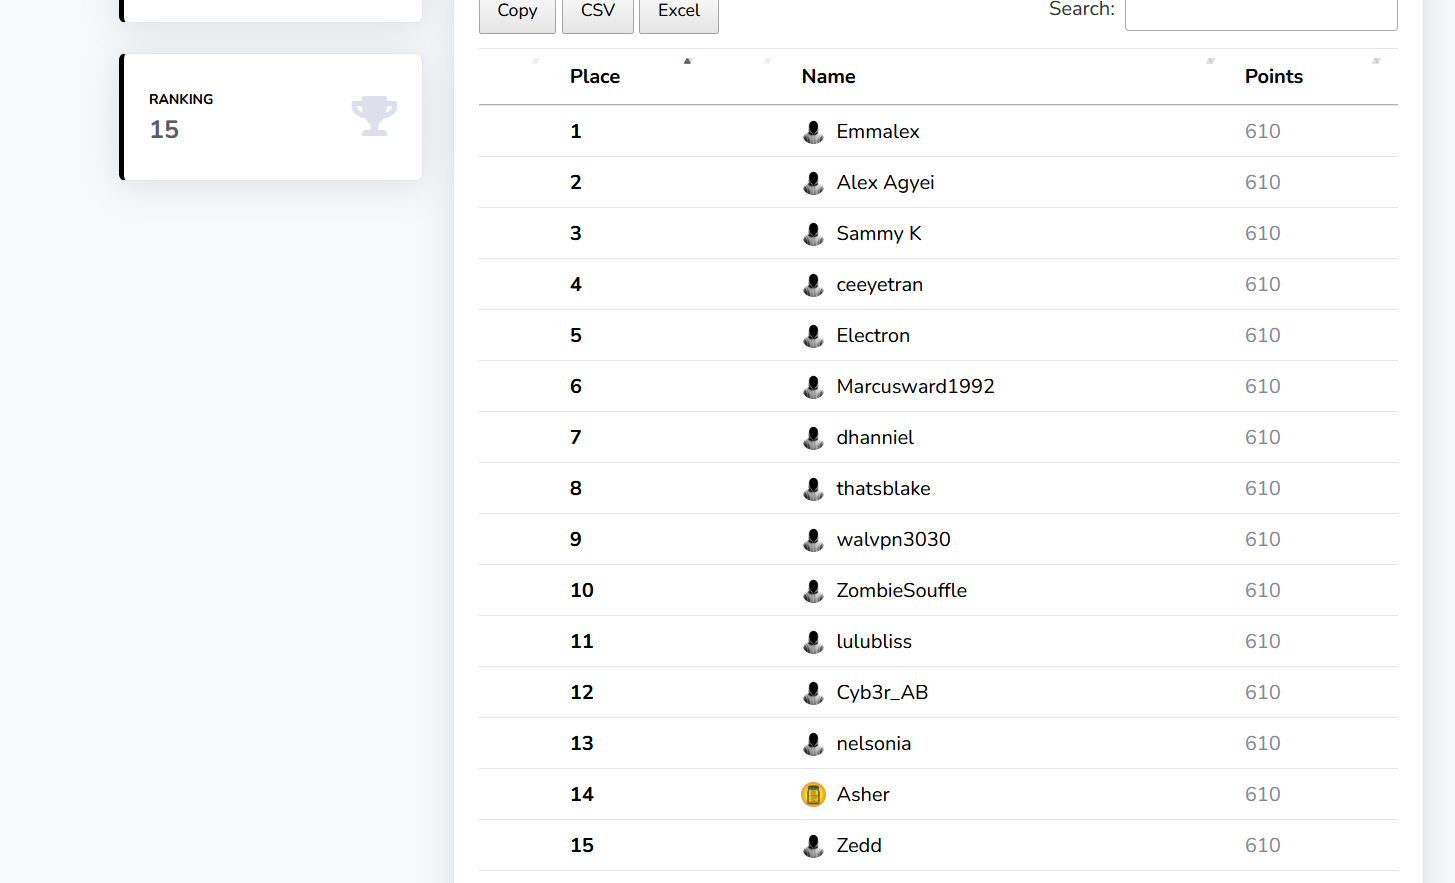 Copy CSV Excel Search:
RANKING
15
Place Name Points
1 Emmalex 610
2 Alex Agyei 610
3 Sammy K 610
4 ceeyetran 610
5 Electron 610
6 Marcusward1992 610
7 dhanniel 610
8 thatsblake 610
9 walvpn3030 610
10 ZombieSouffle 610
11 lulubliss 610
12 Cyb3r_AB 610
13 nelsonia 610
14 Asher 610
15 Zedd 610